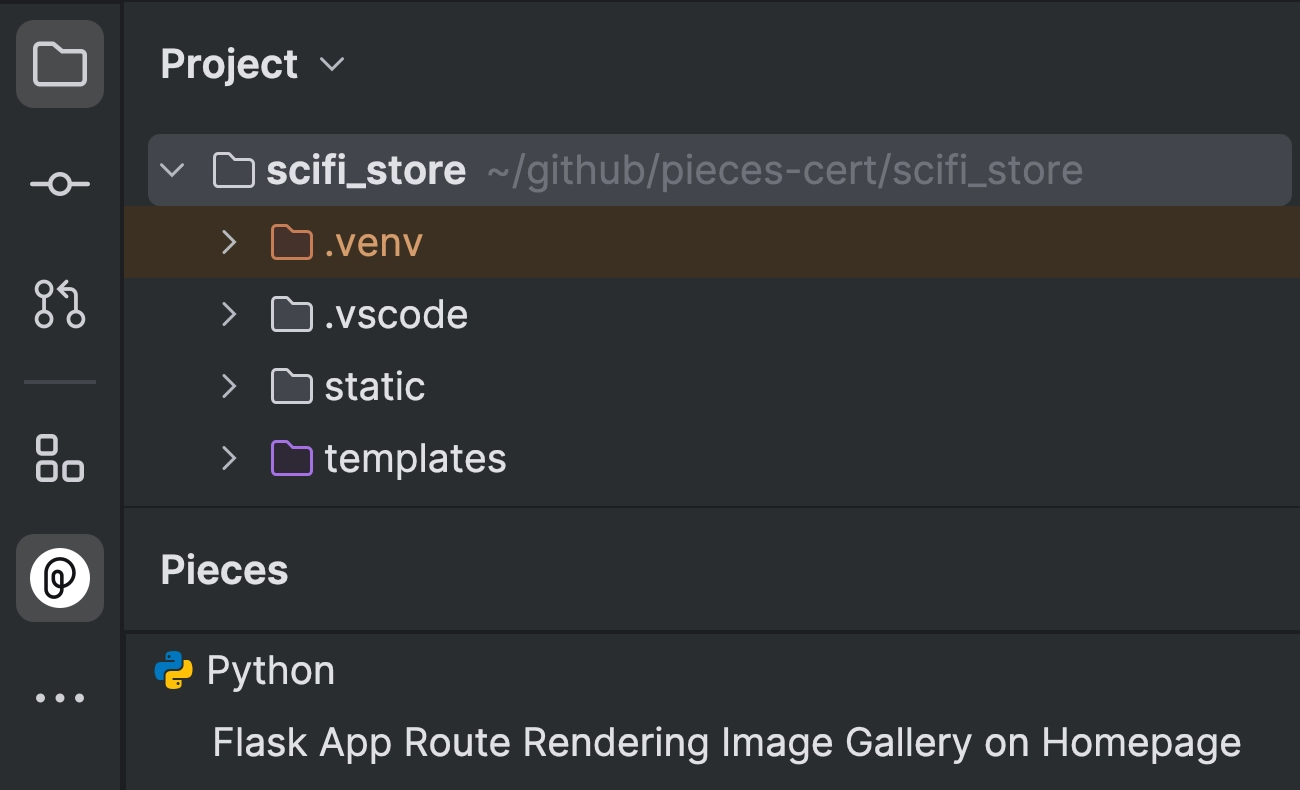 Project
scifi_store ~/github/pieces-cert/scifi_store
.venv
.vscode
static
templates
Pieces
Python
Flask App Route Rendering Image Gallery on Homepage